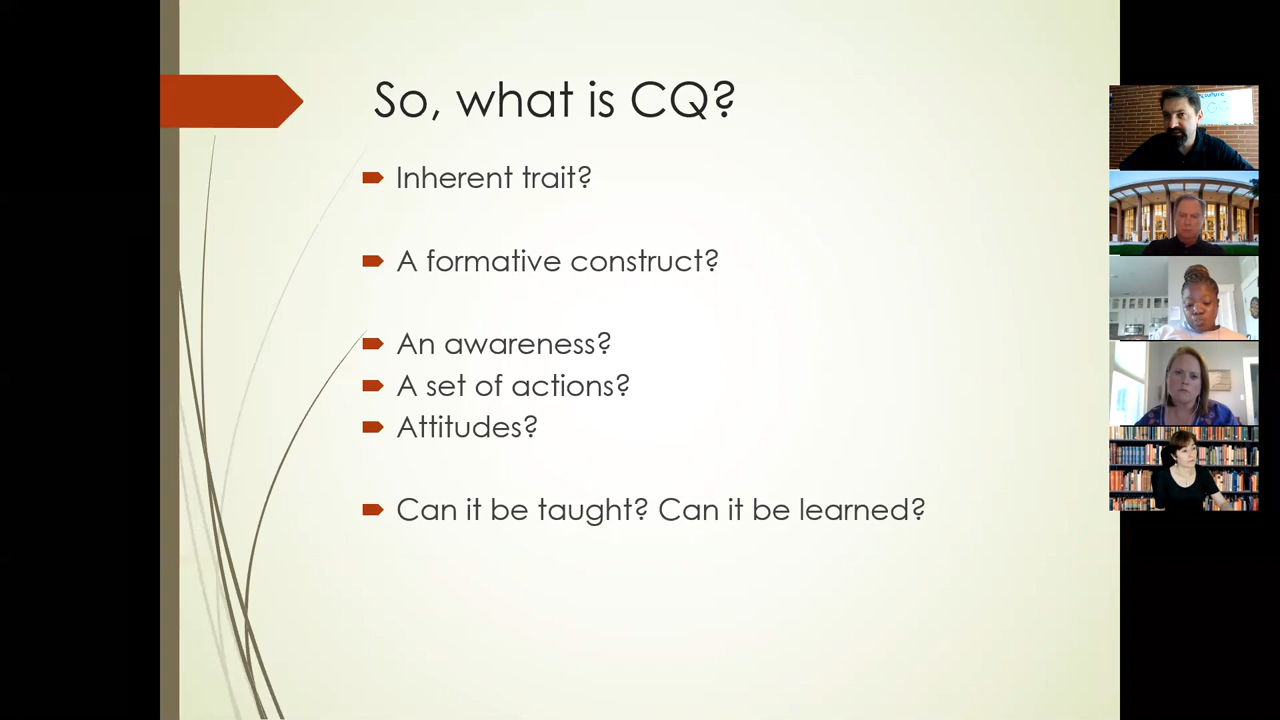 So, what is CQ?
Inherent trait?
A formative construct?
An awareness?
A set of actions?
Attitudes?
Can it be taught? Can it be learned?